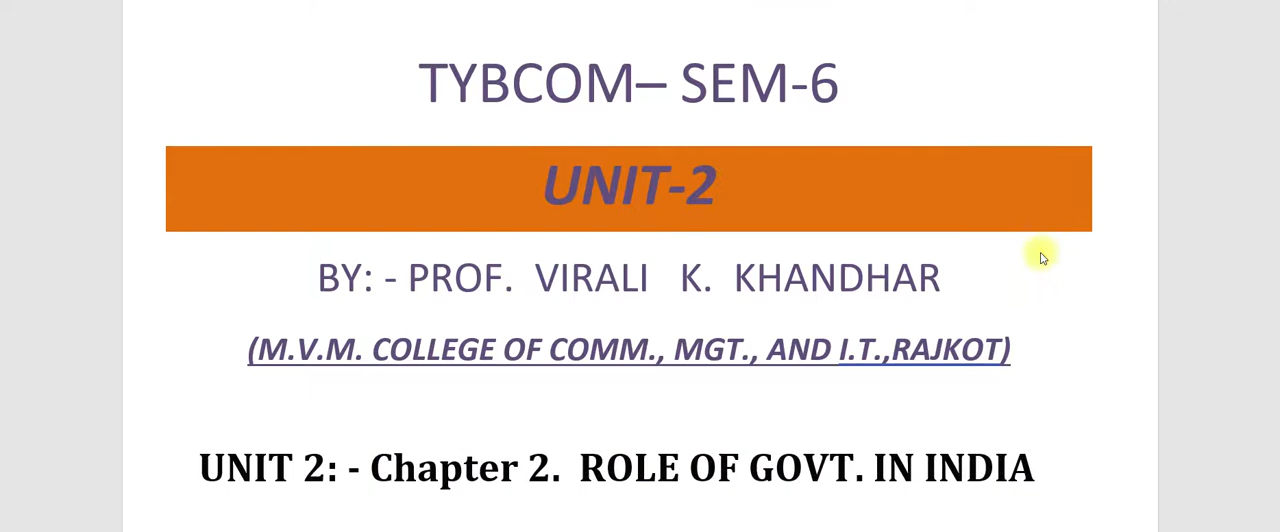 TYBCOM– SEM-6
UNIT-2
BY: - PROF. VIRALI K. KHANDHAR
(M.V.M. COLLEGE OF COMM., MGT., AND I.T.,RAJKOT)
UNIT 2: - Chapter 2. ROLE OF GOVT. IN INDIA